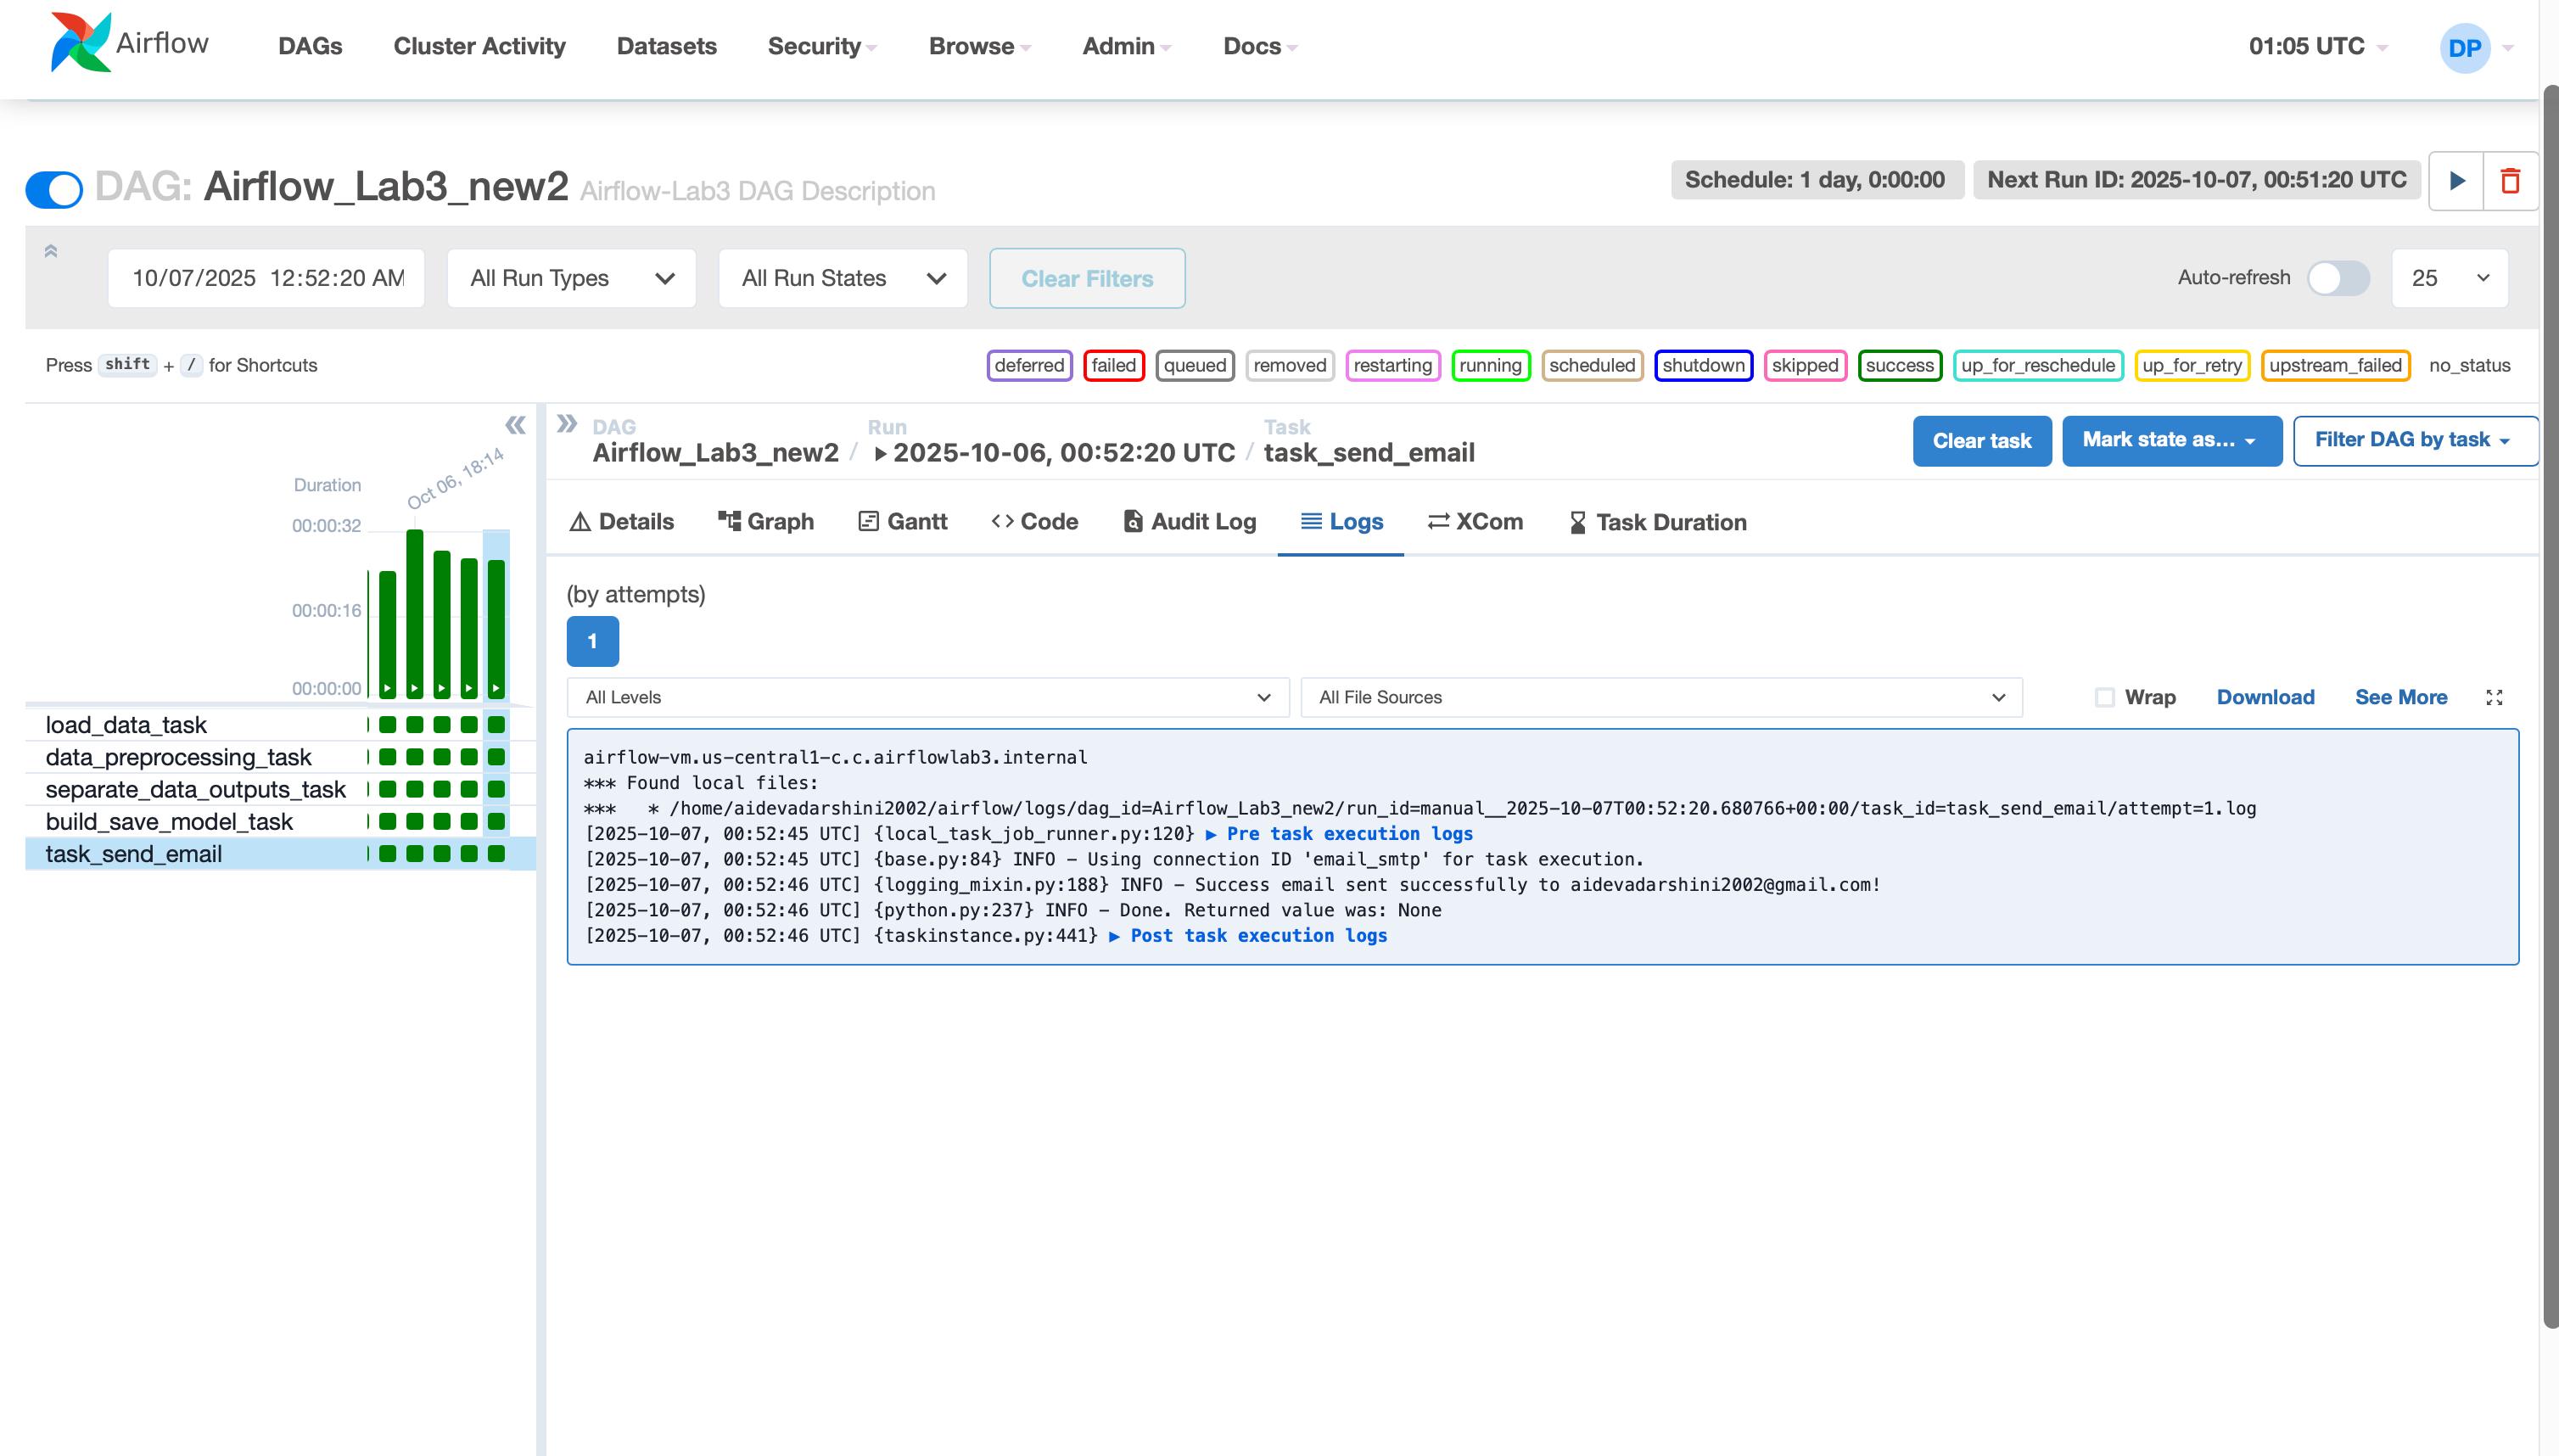 Airflow DAGs Cluster Activity Datasets Security Browse Admin Docs 01:05 UTC DP
DAG: Airflow_Lab3_new2 Airflow-Lab3 DAG Description Schedule: 1 day, 0:00:00 Next Run ID: 2025-10-07, 00:51:20 UTC
10/07/2025 12:52:20 AM All Run Types All Run States Clear Filters Auto-refresh 25
Press shift + / for Shortcuts deferred failed queued removed restarting running scheduled shutdown skipped success up_for_reschedule up_for_retry upstream_failed no_status
Duration
Oct 06, 18:14
00:00:32
00:00:16
00:00:00
load_data_task
data_preprocessing_task
separate_data_outputs_task
build_save_model_task
task_send_email
DAG Run Task
Airflow_Lab3_new2 / 2025-10-06, 00:52:20 UTC / task_send_email
Clear task Mark state as... Filter DAG by task
Details Graph Gantt Code Audit Log Logs XCom Task Duration
(by attempts)
1
All Levels All File Sources Wrap Download See More
airflow-vm.us-central1-c.c.airflowlab3.internal
*** Found local files:
***   * /home/aidevadarshini2002/airflow/logs/dag_id=Airflow_Lab3_new2/run_id=manual__2025-10-07T00:52:20.680766+00:00/task_id=task_send_email/attempt=1.log
[2025-10-07, 00:52:45 UTC] {local_task_job_runner.py:120} ▶ Pre task execution logs
[2025-10-07, 00:52:45 UTC] {base.py:84} INFO - Using connection ID 'email_smtp' for task execution.
[2025-10-07, 00:52:46 UTC] {logging_mixin.py:188} INFO - Success email sent successfully to aidevadarshini2002@gmail.com!
[2025-10-07, 00:52:46 UTC] {python.py:237} INFO - Done. Returned value was: None
[2025-10-07, 00:52:46 UTC] {taskinstance.py:441} ▶ Post task execution logs